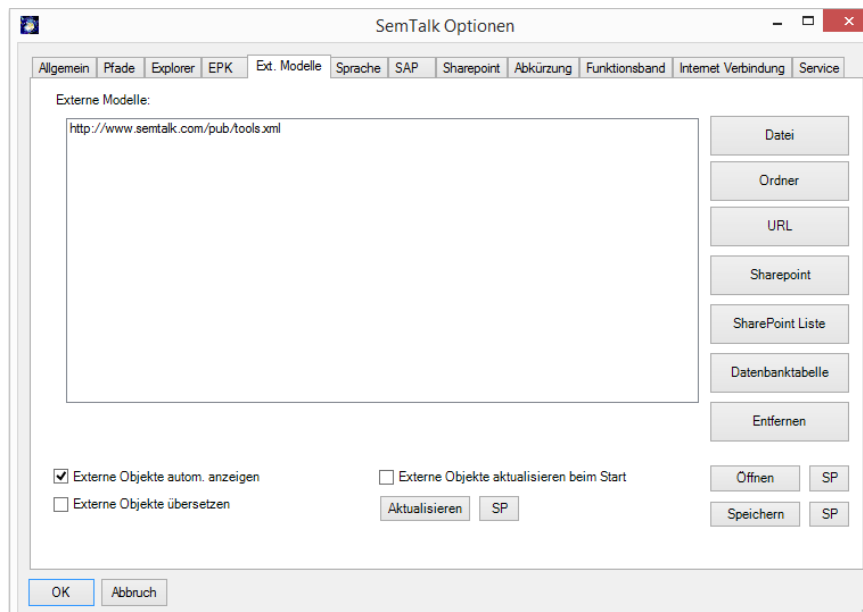 SemTalk Optionen
Allgemein Pfade Explorer EPK Ext. Modelle Sprache SAP Sharepoint Abkürzung Funktionsband Internet Verbindung Service
Externe Modelle:
http://www.semtalk.com/pub/tools.xml
Datei
Ordner
URL
Sharepoint
SharePoint Liste
Datenbanktabelle
Entfernen
Externe Objekte autom. anzeigen Externe Objekte aktualisieren beim Start Öffnen SP
Externe Objekte übersetzen Aktualisieren SP Speichern SP
OK Abbruch